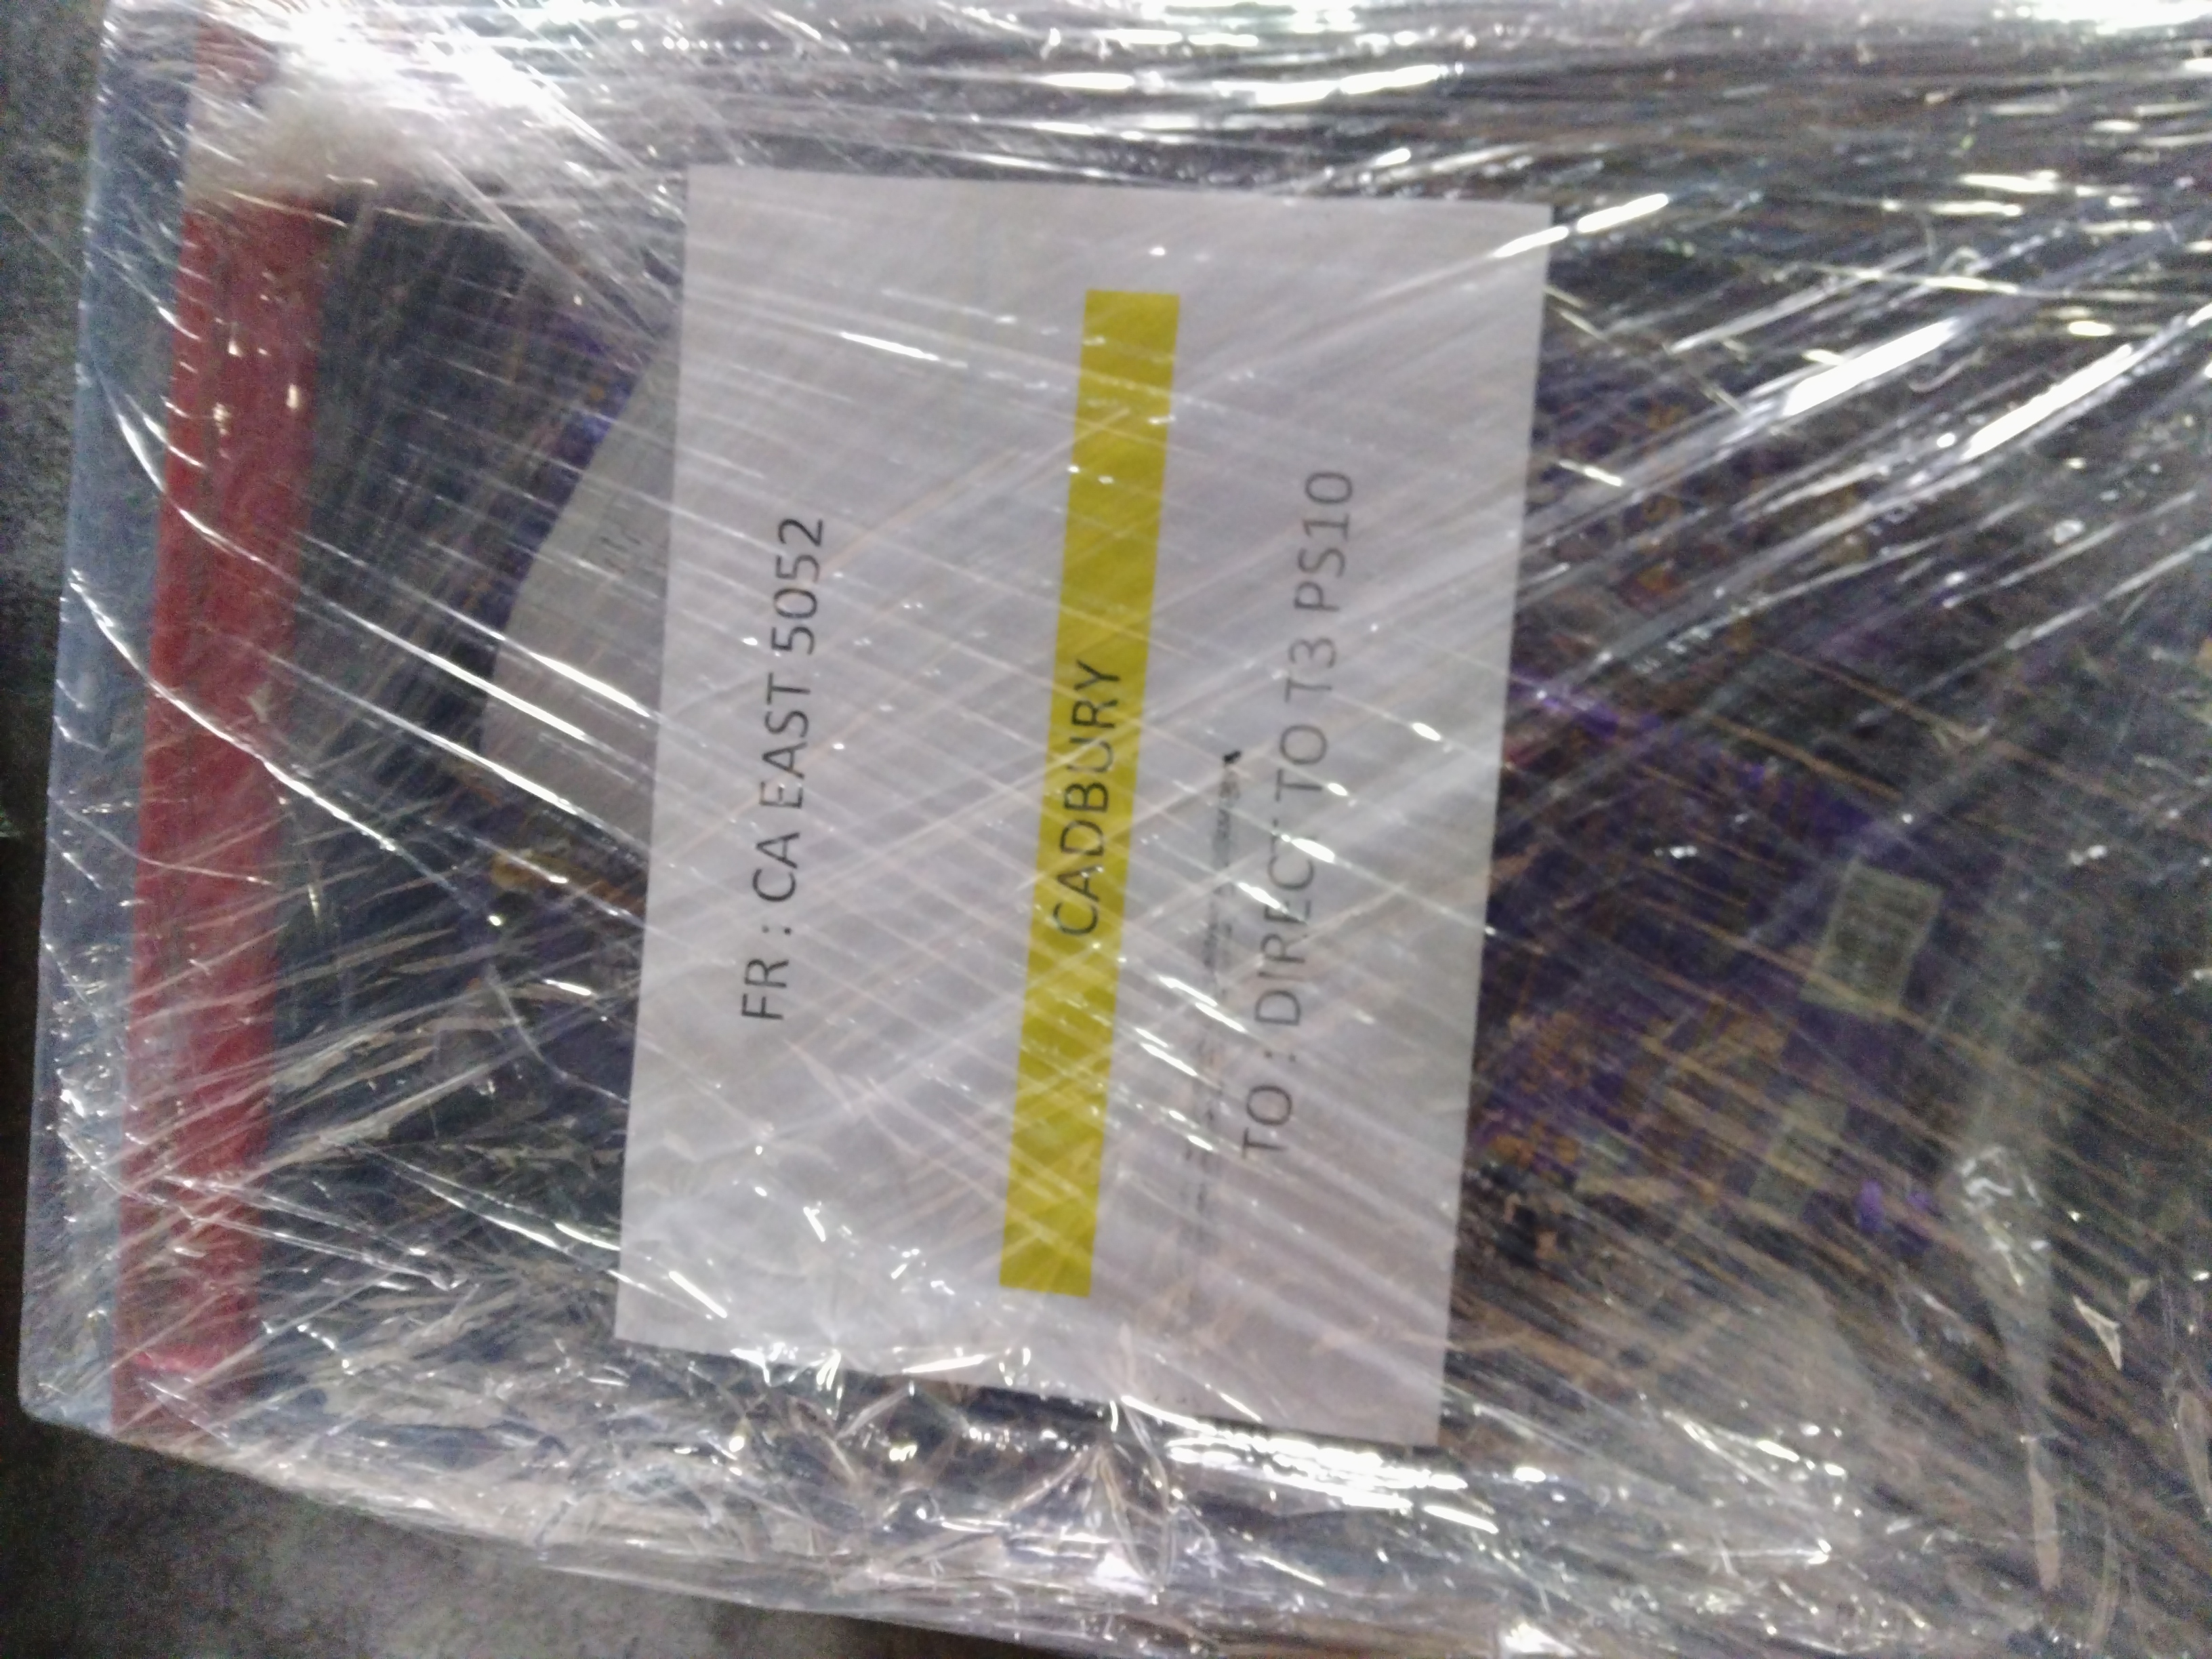 FR : CA EAST 5052
CADBURY
TO : DIRECT TO T3 PS10